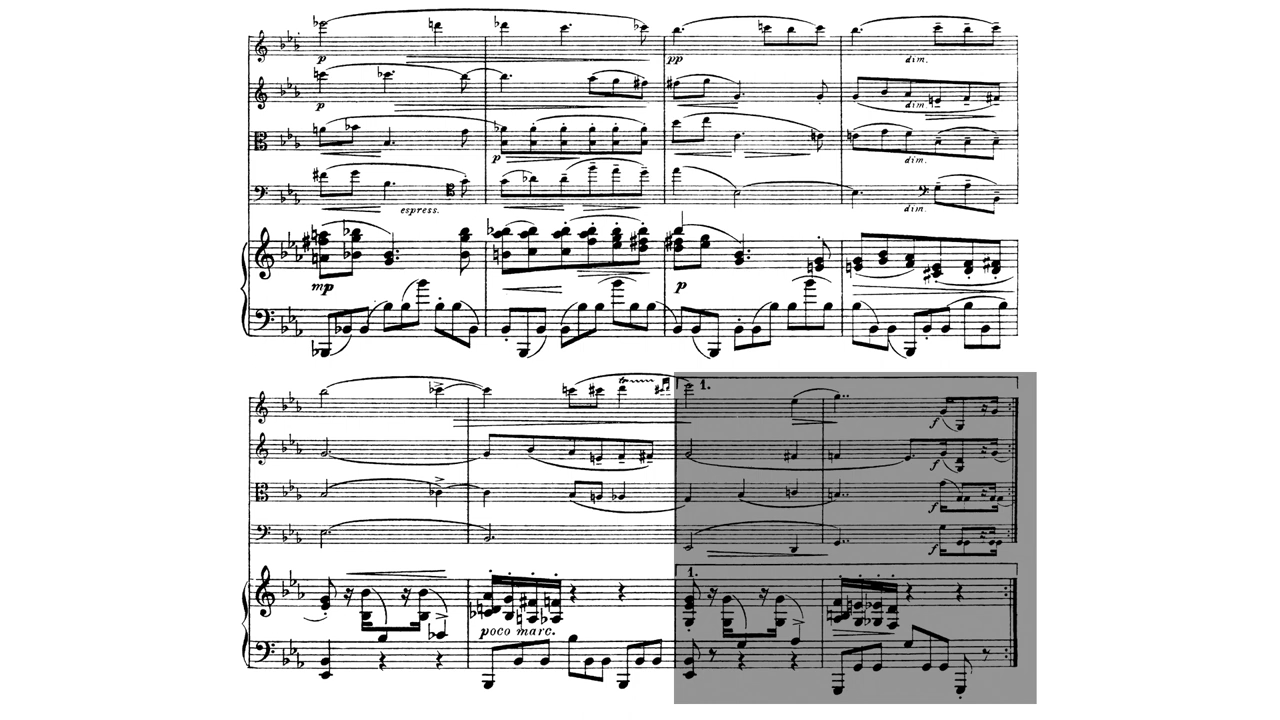 p
pp
dim.
p
dim.
p
dim.
espress.
dim.
mp
p
1.
f
f
f
f
1.
poco marc.